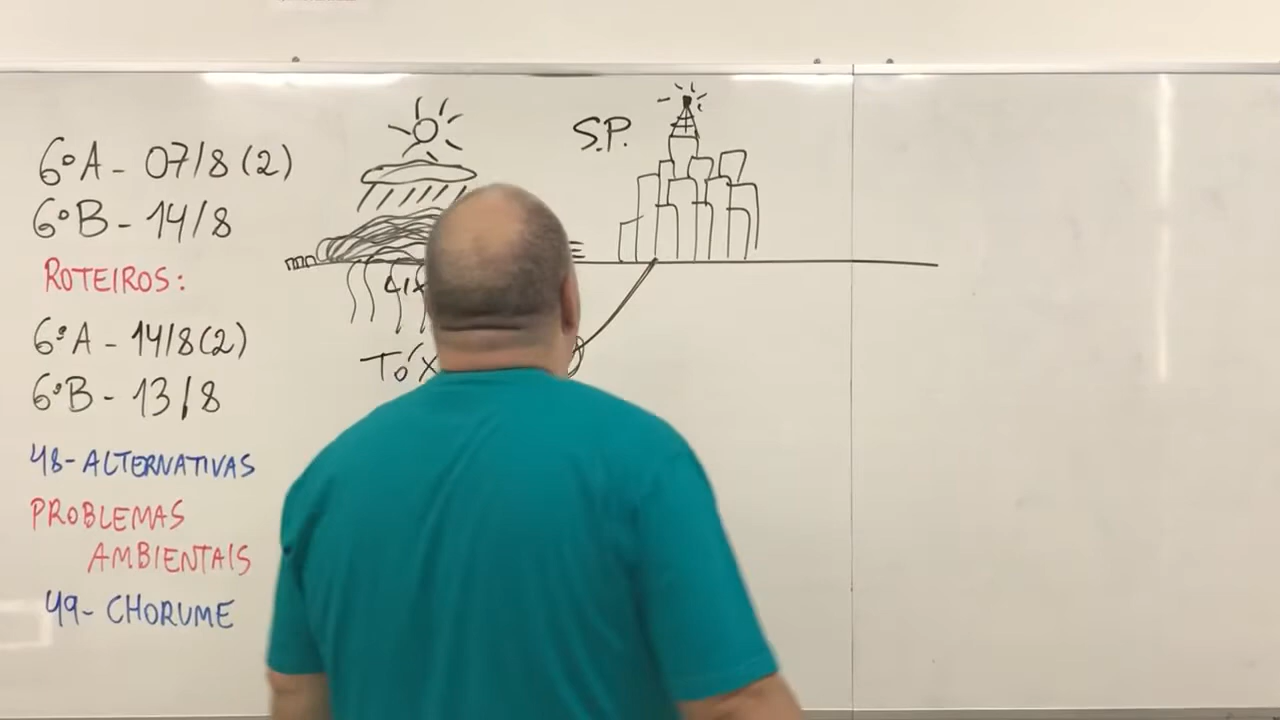 6ºA - 07/8 (2)
6ºB - 14/8
ROTEIROS:
6ºA - 14/8(2)
6ºB - 13/8
48- ALTERNATIVAS
PROBLEMAS
AMBIENTAIS
49- CHORUME
S.P.